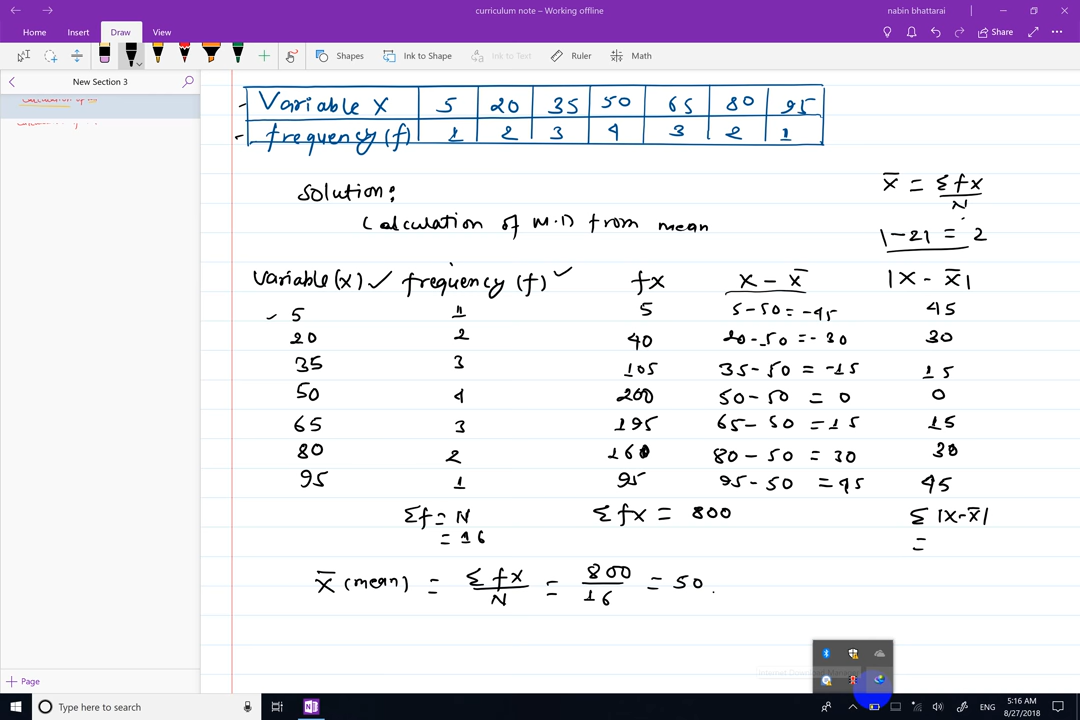 curriculum note – Working offline
nabin bhattarai
Home Insert Draw View
Share
Shapes Ink to Shape Ink to Text Ruler Math
New Section 3
Variable X 5 20 35 50 65 80 95
frequency (f) 1 2 3 4 3 2 1
Solution:
x̄ = Σfx/N
Calculation of M.D from mean
|-2| = 2
Variable (x) ✓ frequency (f) ✓ fx x - x̄ |x - x̄|
5 1 5 5-50 = -45 45
20 2 40 20-50 = -30 30
35 3 105 35-50 = -15 15
50 4 200 50-50 = 0 0
65 3 195 65-50 = 15 15
80 2 160 80-50 = 30 30
95 1 95 95-50 = 45 45
Σf = N Σfx = 800 Σ|x-x̄|
= 16 =
x̄ (mean) = Σfx/N = 800/16 = 50.
Page
Type here to search
ENG
5:16 AM
8/27/2018